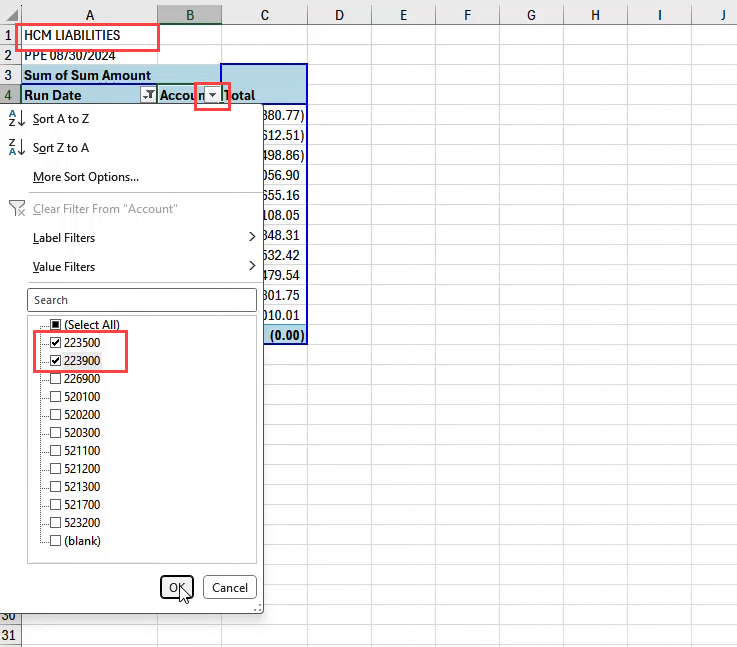 A B C D E F G H I J
1 HCM LIABILITIES
2 PPE 08/30/2024
3 Sum of Sum Amount
4 Run Date Accoun Total
Sort A to Z 380.77)
Sort Z to A 512.51)
498.86)
More Sort Options... 056.90
655.16
Clear Filter From "Account" 108.05
Label Filters 348.31
532.42
Value Filters 479.54
Search 301.75
010.01
(Select All) (0.00)
223500
223900
226900
520100
520200
520300
521100
521200
521300
521700
523200
(blank)
OK Cancel
30
31